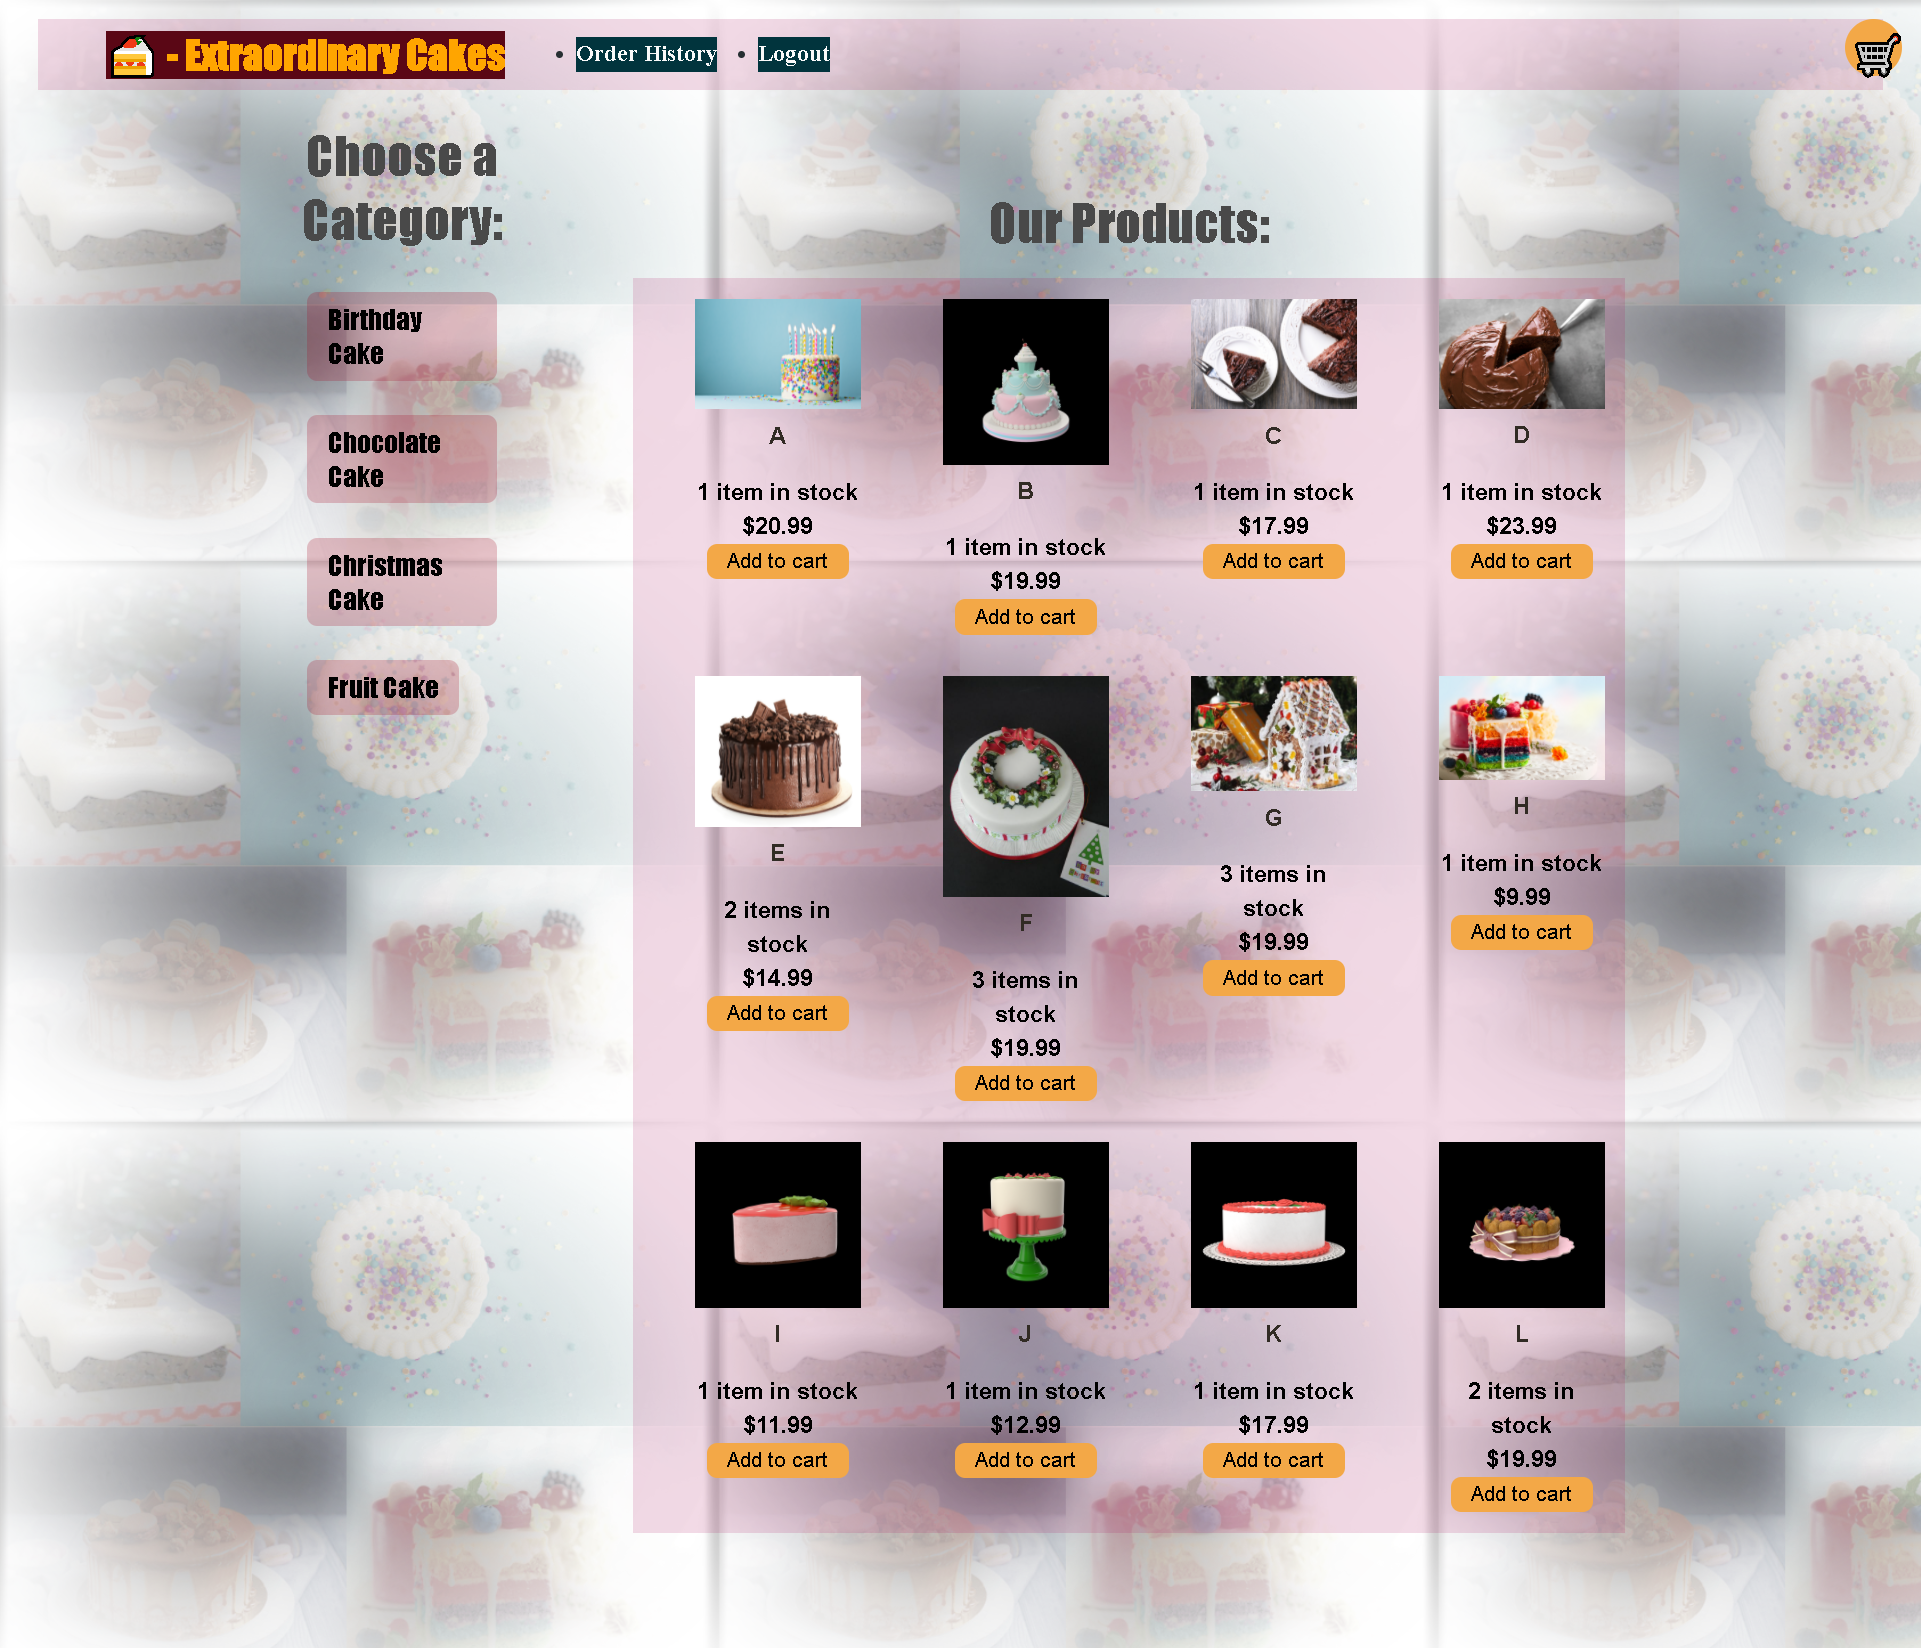 - Extraordinary Cakes
Order History
Logout
Choose a
Category:
Birthday
Cake
Chocolate
Cake
Christmas
Cake
Fruit Cake
Our Products:
A
1 item in stock
$20.99
Add to cart
B
1 item in stock
$19.99
Add to cart
C
1 item in stock
$17.99
Add to cart
D
1 item in stock
$23.99
Add to cart
E
2 items in
stock
$14.99
Add to cart
F
3 items in
stock
$19.99
Add to cart
G
3 items in
stock
$19.99
Add to cart
H
1 item in stock
$9.99
Add to cart
I
1 item in stock
$11.99
Add to cart
J
1 item in stock
$12.99
Add to cart
K
1 item in stock
$17.99
Add to cart
L
2 items in
stock
$19.99
Add to cart